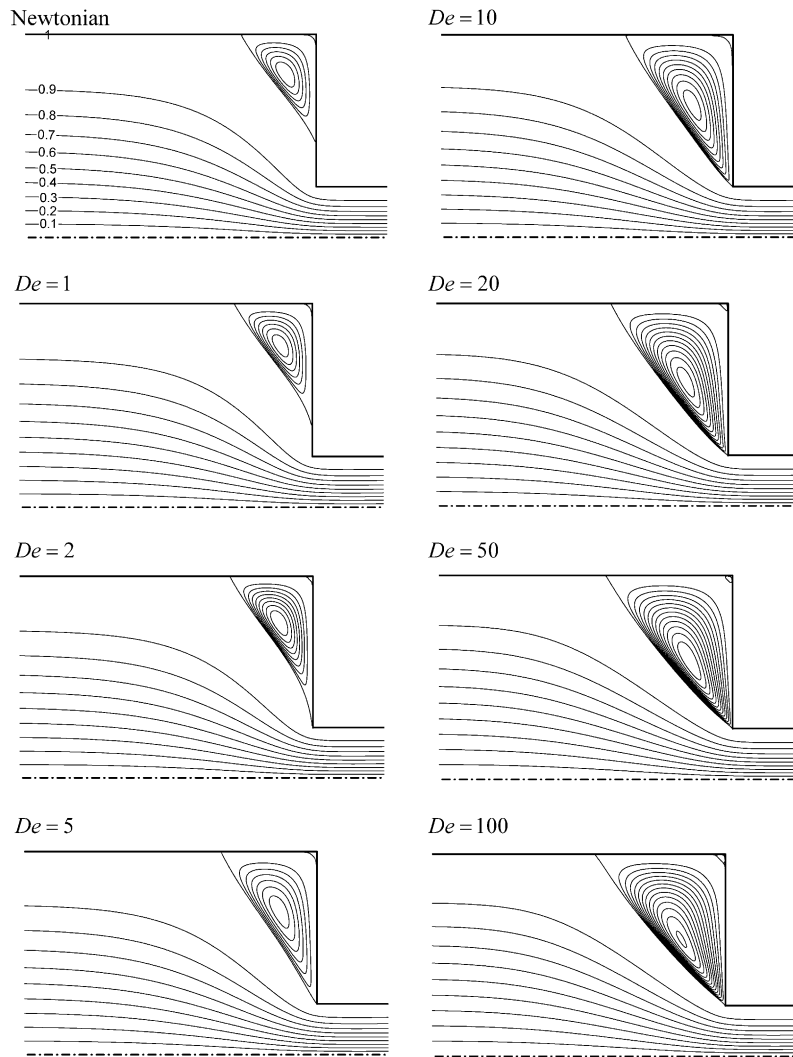 Newtonian
1
0.9
0.8
0.7
0.6
0.5
0.4
0.3
0.2
0.1
De = 10
De = 1
De = 20
De = 2
De = 50
De = 5
De = 100